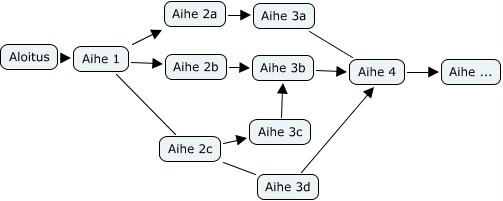 Aloitus
Aihe 1
Aihe 2a
Aihe 3a
Aihe 2b
Aihe 3b
Aihe 4
Aihe ...
Aihe 2c
Aihe 3c
Aihe 3d